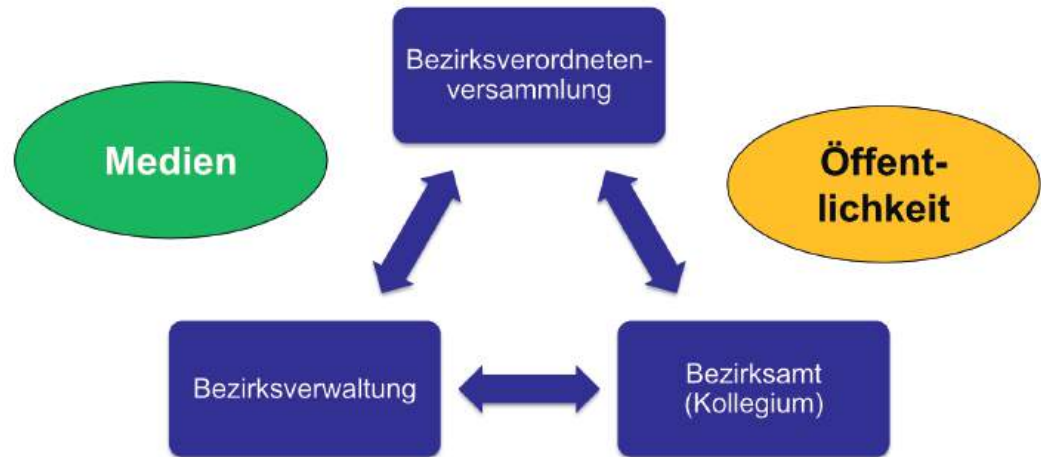 Bezirksverordneten-
versammlung
Medien
Öffent-
lichkeit
Bezirksverwaltung
Bezirksamt
(Kollegium)